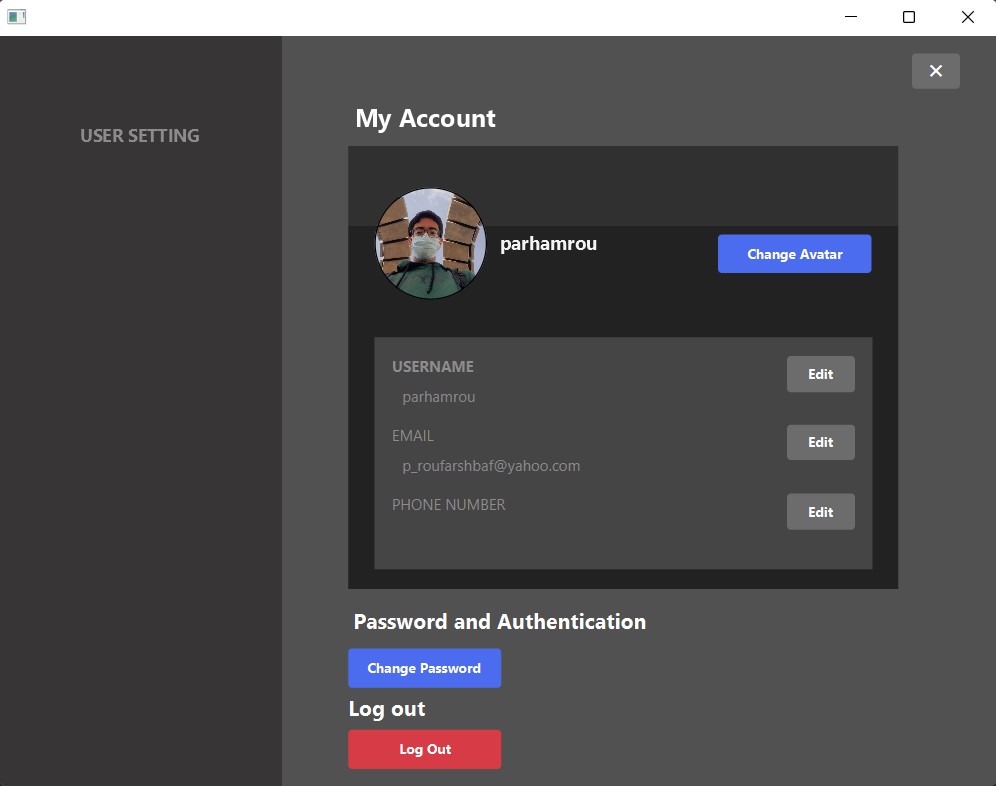 USER SETTING
My Account
parhamrou
Change Avatar
USERNAME
Edit
parhamrou
EMAIL
Edit
p_roufarshbaf@yahoo.com
PHONE NUMBER
Edit
Password and Authentication
Change Password
Log out
Log Out